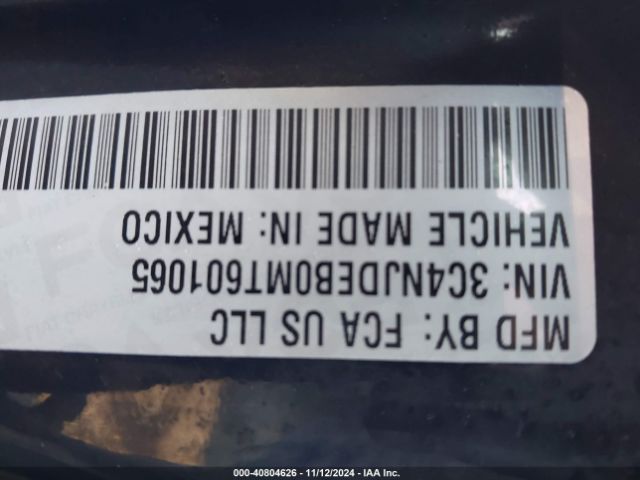 MFD BY: FCA US LLC
VIN: 3C4NJDEB0MT601065
VEHICLE MADE IN: MEXICO
000-40804626 - 11/12/2024 - IAA Inc.